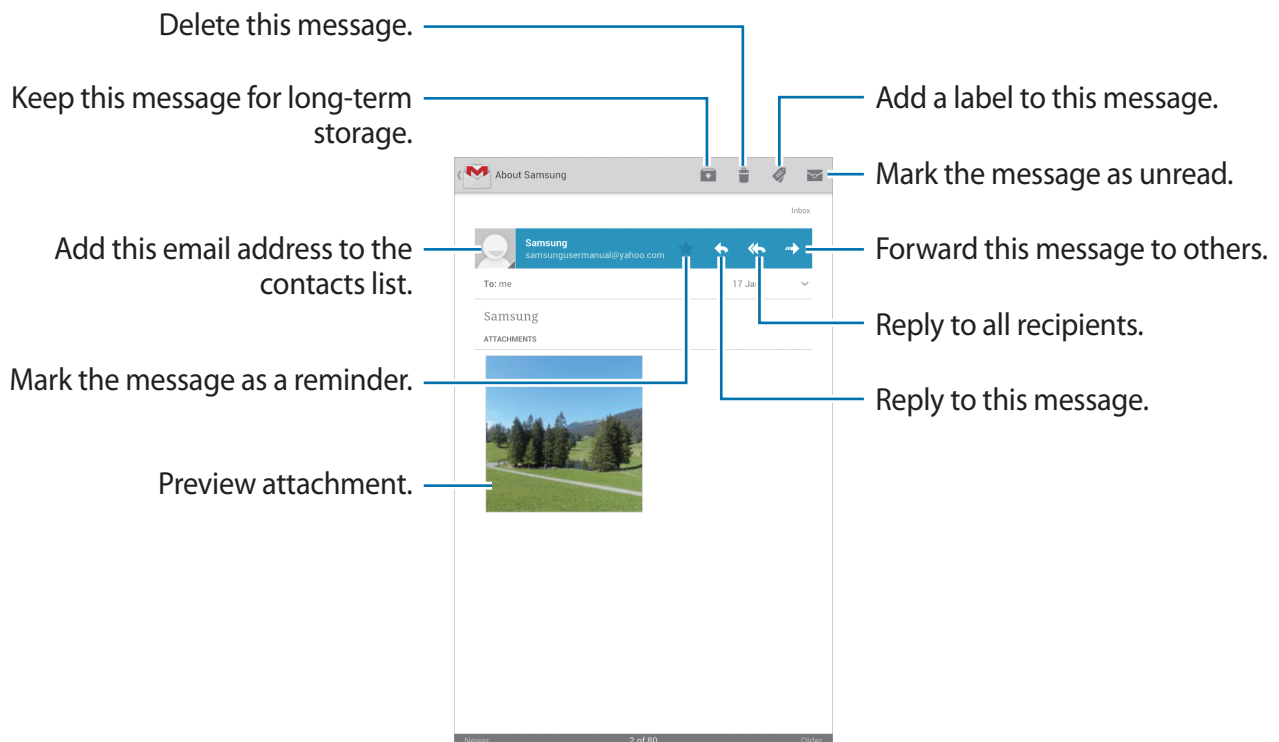 Delete this message.
Keep this message for long-term
storage.
Add a label to this message.
About Samsung
Mark the message as unread.
Inbox
Add this email address to the
contacts list.
Samsung
samsungusermanual@yahoo.com
Forward this message to others.
To: me
17 Ja
Samsung
Reply to all recipients.
ATTACHMENTS
Mark the message as a reminder.
Reply to this message.
Preview attachment.
Newer
2 of 80
Older